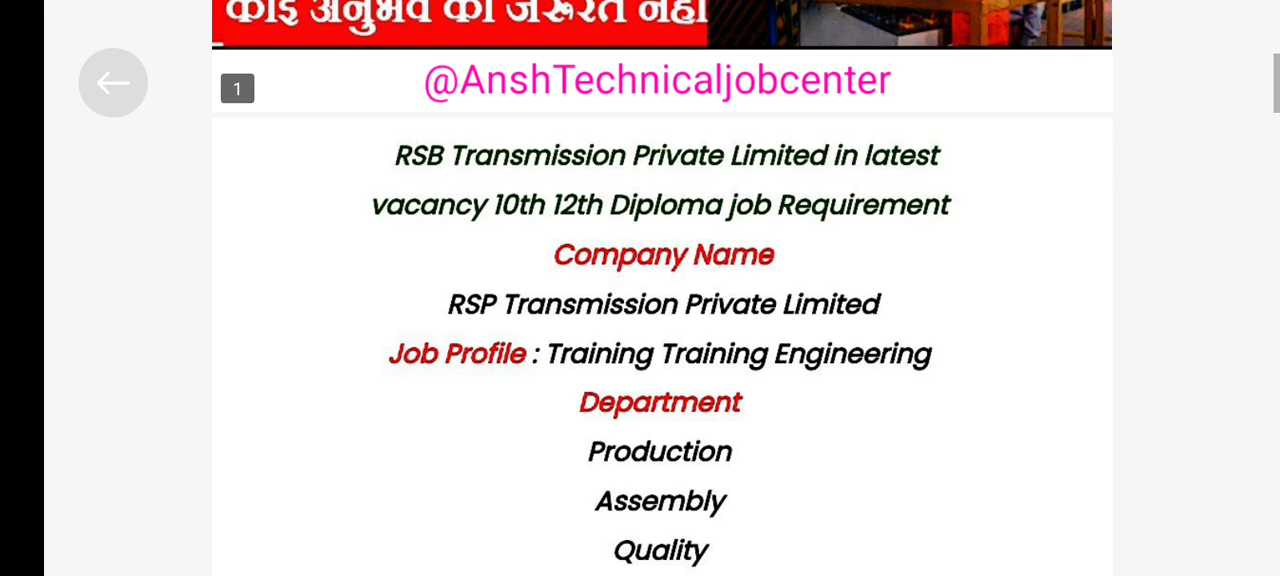 कोई अनुभव की जरूरत नहीं
1
@AnshTechnicaljobcenter
RSB Transmission Private Limited in latest
vacancy 10th 12th Diploma job Requirement
Company Name
RSP Transmission Private Limited
Job Profile : Training Training Engineering
Department
Production
Assembly
Quality